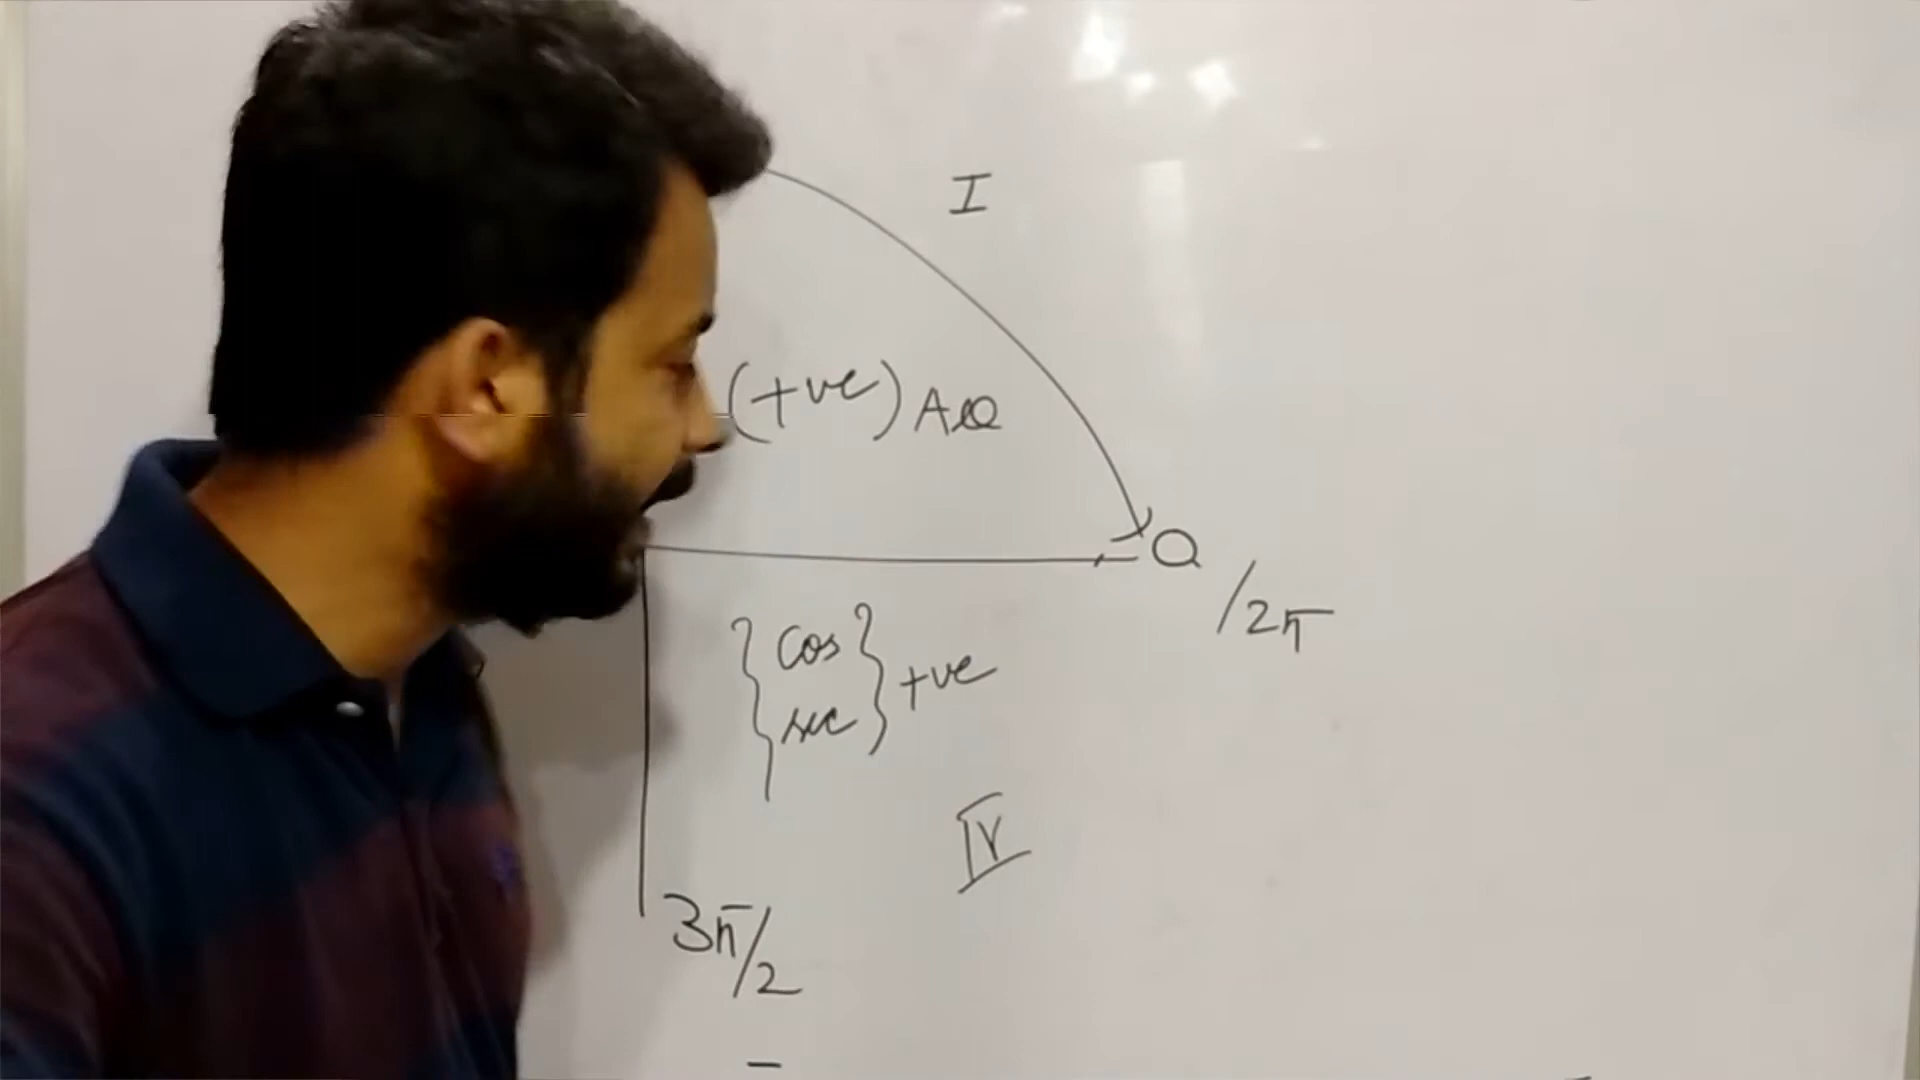 I
(+ve) All
0
/2π
{cos
sec} +ve
IV
3π/2